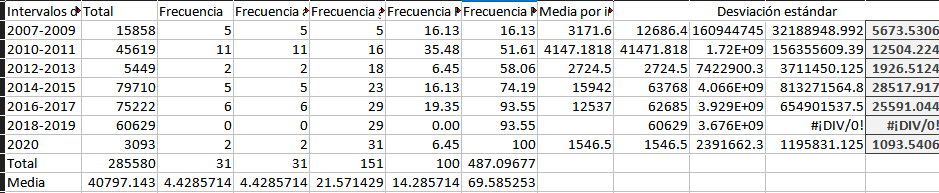 Intervalos d Total Frecuencia Frecuencia Frecuencia Frecuencia Frecuencia Media por i Desviación estándar
2007-2009 15858 5 5 5 16.13 16.13 3171.6 12686.4 160944745 32188948.992 5673.5306
2010-2011 45619 11 11 16 35.48 51.61 4147.1818 41471.818 1.72E+09 156355609.39 12504.224
2012-2013 5449 2 2 18 6.45 58.06 2724.5 2724.5 7422900.3 3711450.125 1926.5124
2014-2015 79710 5 5 23 16.13 74.19 15942 63768 4.066E+09 813271564.8 28517.917
2016-2017 75222 6 6 29 19.35 93.55 12537 62685 3.929E+09 654901537.5 25591.044
2018-2019 60629 0 0 29 0.00 93.55 60629 3.676E+09 #¡DIV/0! #¡DIV/0!
2020 3093 2 2 31 6.45 100 1546.5 1546.5 2391662.3 1195831.125 1093.5406
Total 285580 31 31 151 100 487.09677
Media 40797.143 4.4285714 4.4285714 21.571429 14.285714 69.585253